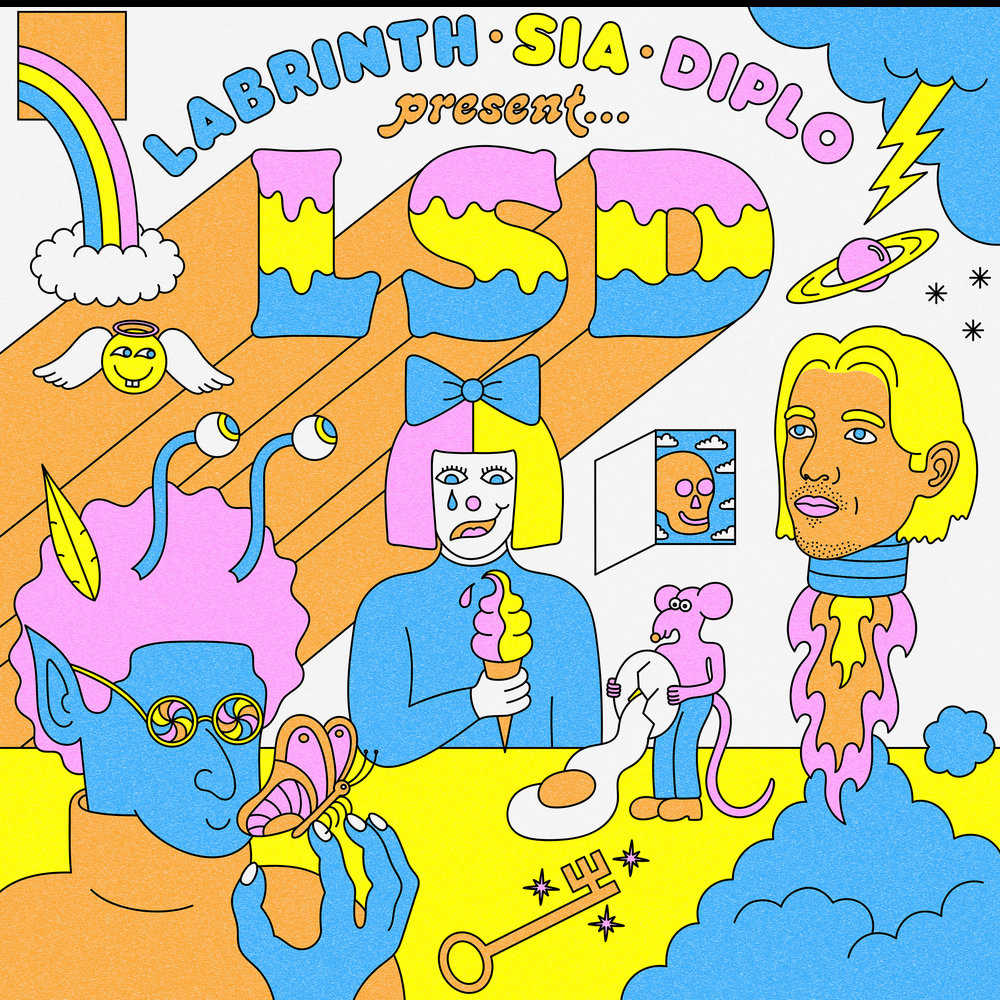 LABRINTH • SIA • DIPLO
present...
LSD